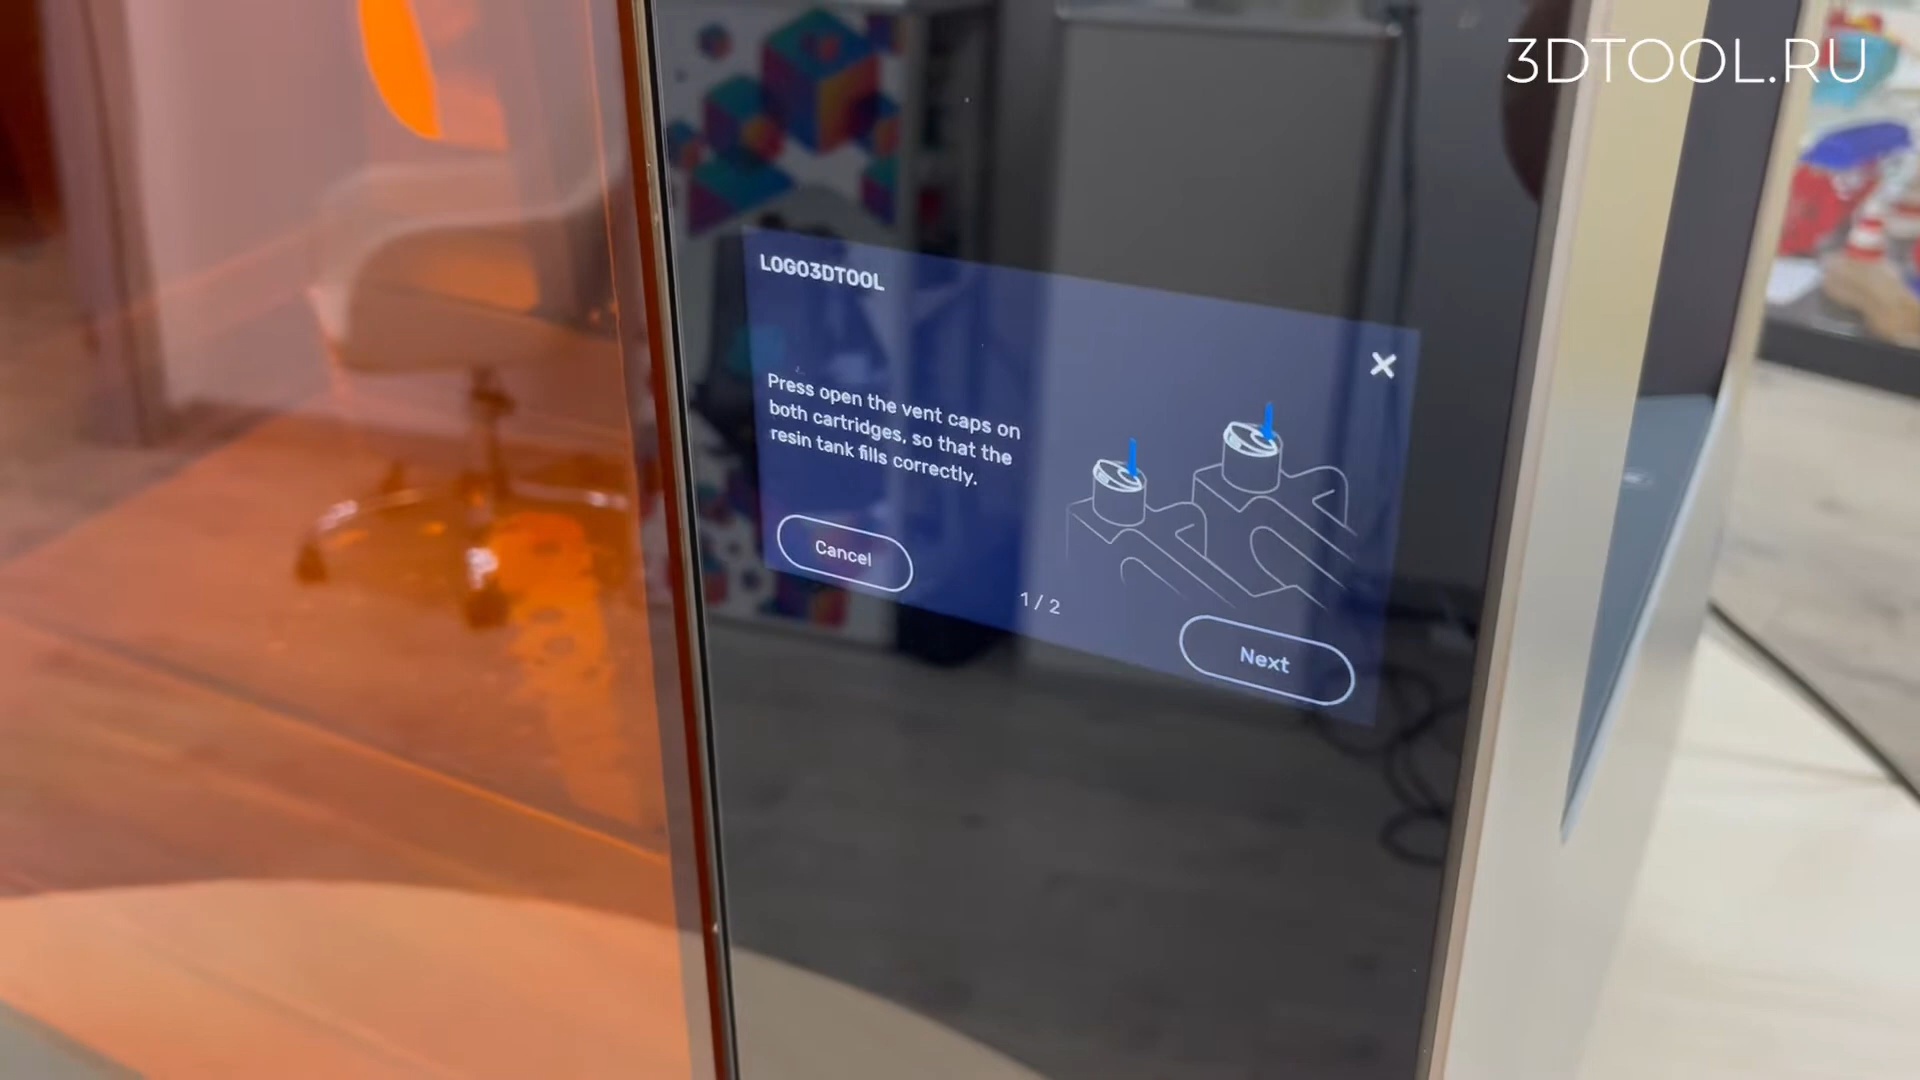 3DTOOL.RU
LOGO3DTOOL
Press open the vent caps on
both cartridges, so that the
resin tank fills correctly.
Cancel
1 / 2
Next